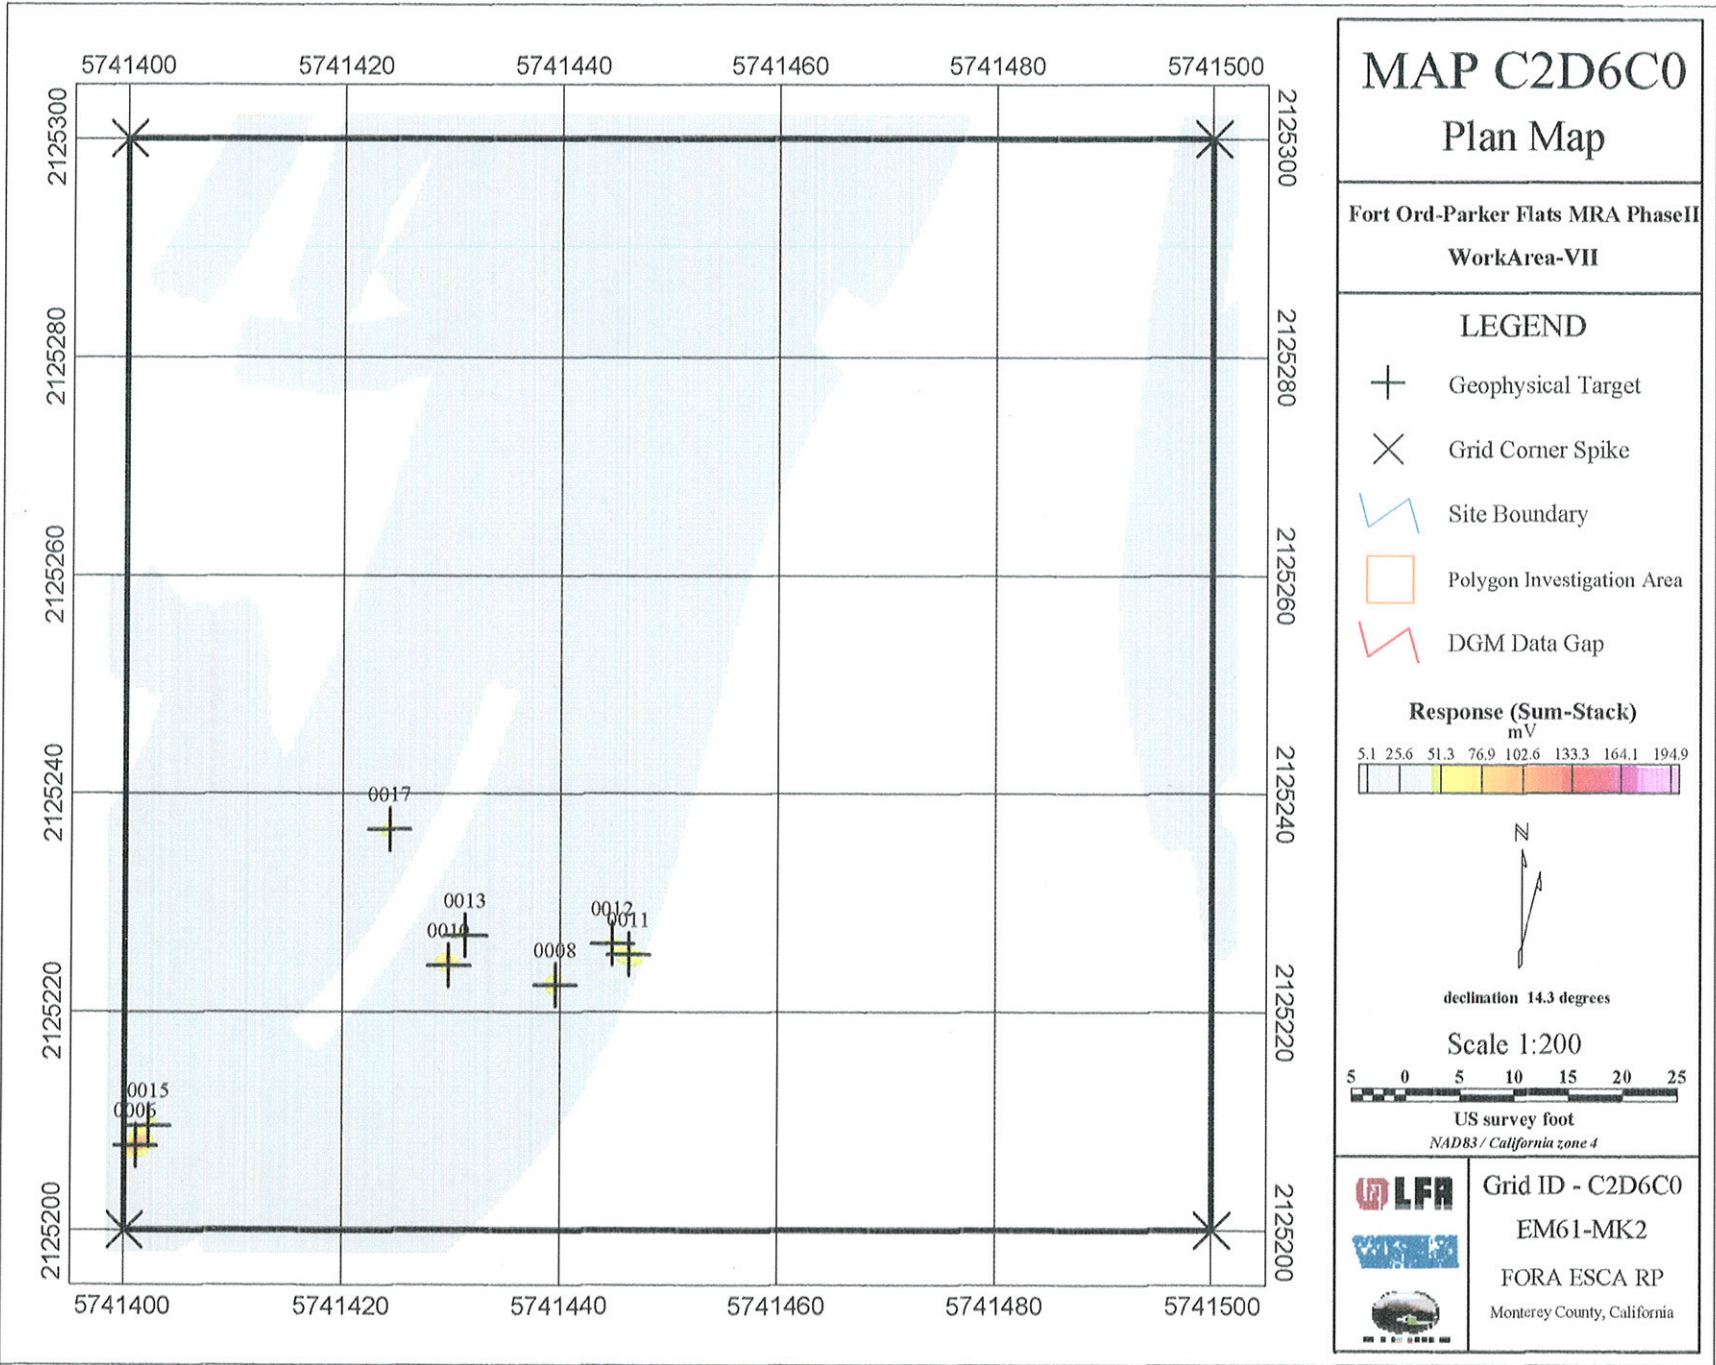 5741400 5741420 5741440 5741460 5741480 5741500
2125300
2125280
2125260
2125240
2125220
2125200
2125300
2125280
2125260
2125240
2125220
2125200
0017
0013
0010
0008
0012
0011
0015
0006
5741400 5741420 5741440 5741460 5741480 5741500
MAP C2D6C0
Plan Map
Fort Ord-Parker Flats MRA PhaseII
WorkArea-VII
LEGEND
Geophysical Target
Grid Corner Spike
Site Boundary
Polygon Investigation Area
DGM Data Gap
Response (Sum-Stack)
mV
5.1 25.6 51.3 76.9 102.6 133.3 164.1 194.9
N
declination 14.3 degrees
Scale 1:200
5 0 5 10 15 20 25
US survey foot
NAD83 / California zone 4
LFR
Grid ID - C2D6C0
EM61-MK2
FORA ESCA RP
Monterey County, California